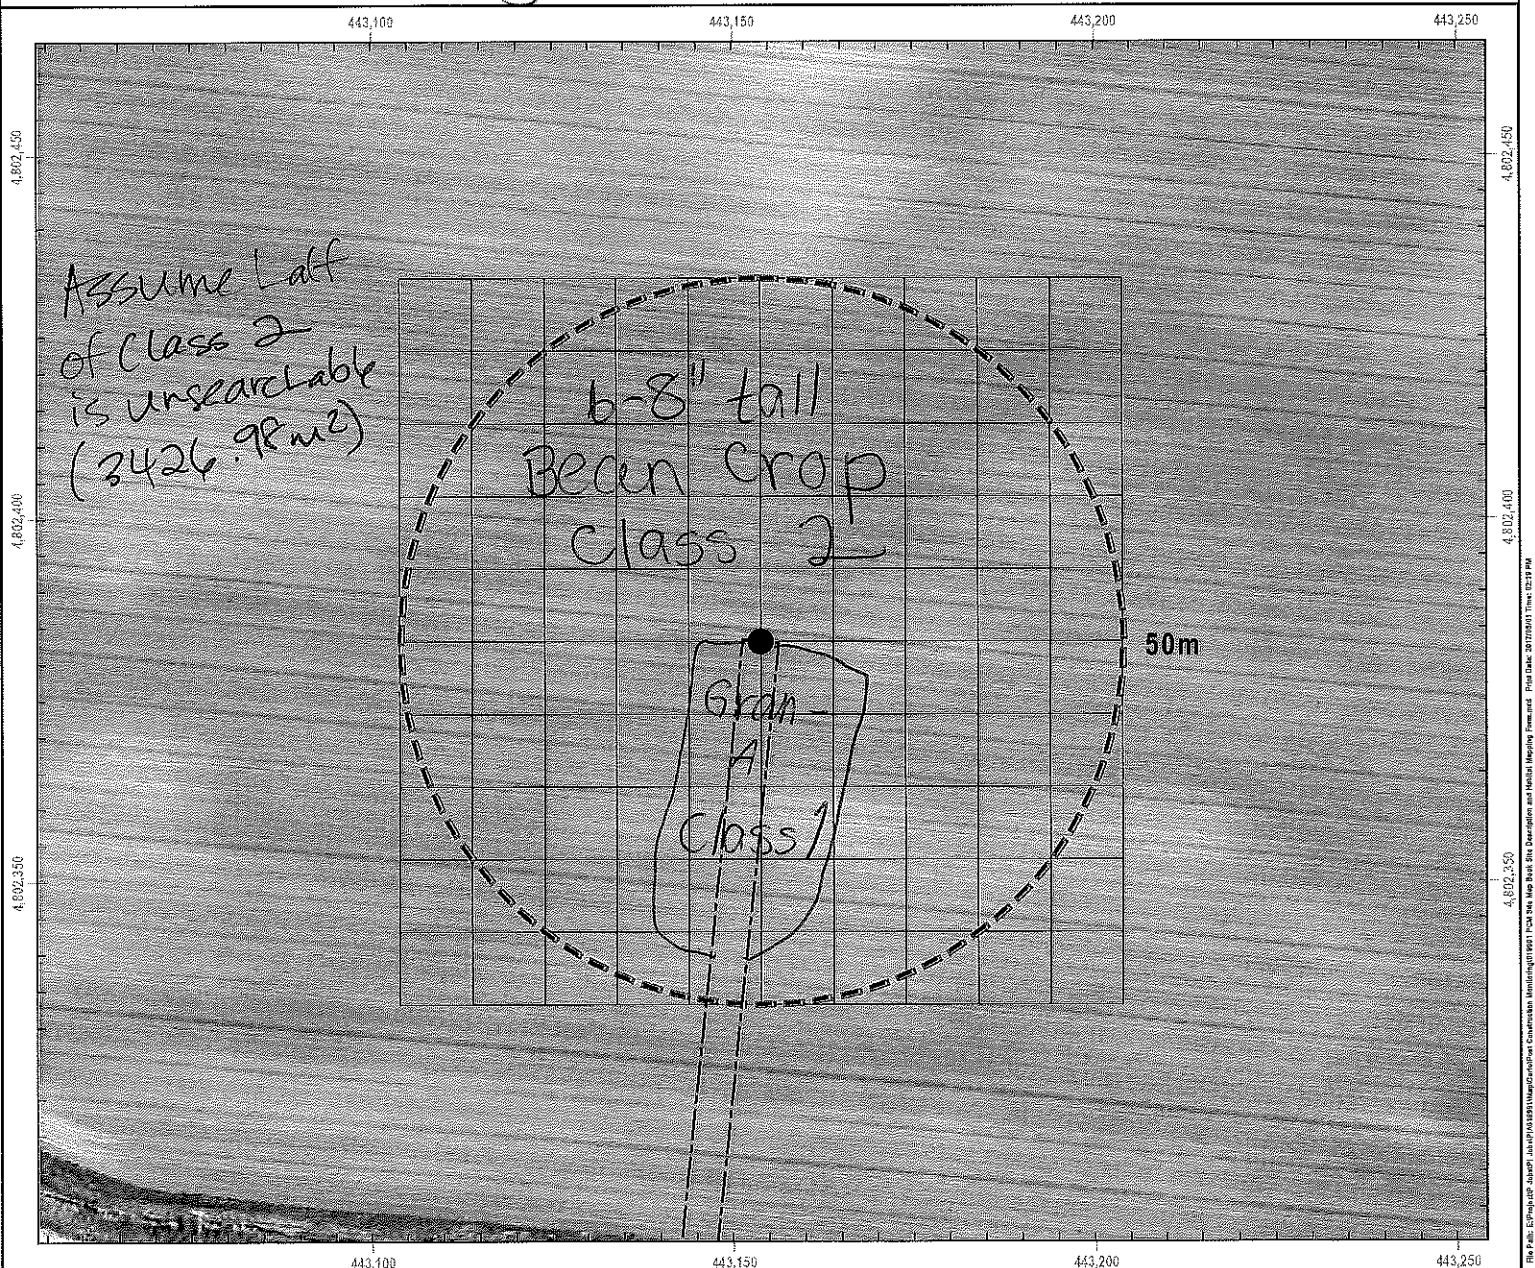 443,100 443,150 443,200 443,250
4,802,450 4,802,450
Assume half
of Class 2
is unsearchable
(3426.98m²)
6-8" tall
Bean Crop
Class 2
4,802,400 4,802,400
50m
Gran-
A
Class 1
4,802,350 4,802,350
443,100 443,150 443,200 443,250